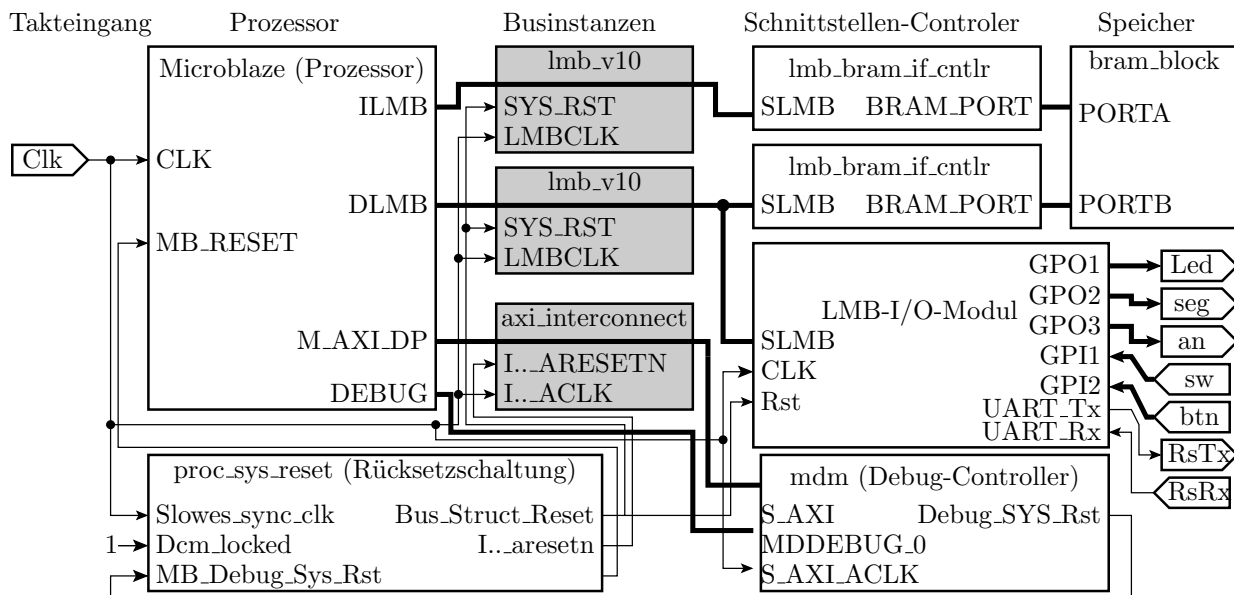 Takteingang Prozessor Businstanzen Schnittstellen-Controler Speicher
Microblaze (Prozessor)
ILMB
CLK
DLMB
MB_RESET
M_AXI_DP
DEBUG
Clk
lmb_v10
SYS_RST
LMBCLK
lmb_v10
SYS_RST
LMBCLK
axi_interconnect
I.._ARESETN
I.._ACLK
lmb_bram_if_cntlr
SLMB BRAM_PORT
lmb_bram_if_cntlr
SLMB BRAM_PORT
bram_block
PORTA
PORTB
LMB-I/O-Modul
SLMB
CLK
Rst
GPO1
GPO2
GPO3
GPI1
GPI2
UART_Tx
UART_Rx
Led
seg
an
sw
btn
RsTx
RsRx
proc_sys_reset (Rücksetzschaltung)
Slowes_sync_clk Bus_Struct_Reset
1 Dcm_locked I.._aresetn
MB_Debug_Sys_Rst
mdm (Debug-Controller)
S_AXI Debug_SYS_Rst
MDDEBUG_0
S_AXI_ACLK